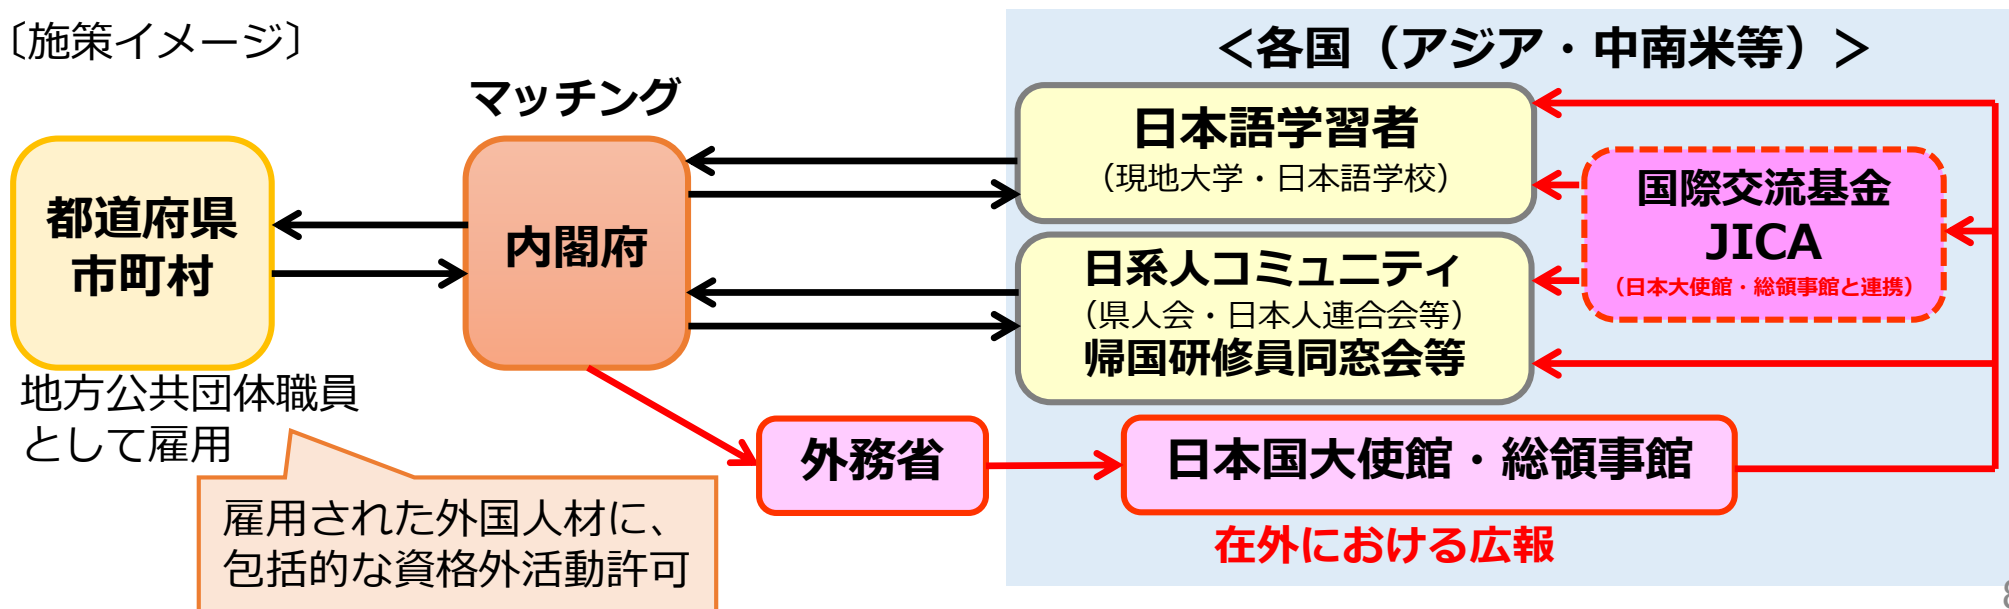 〔施策イメージ〕
＜各国（アジア・中南米等）＞
マッチング
都道府県
市町村
内閣府
日本語学習者
（現地大学・日本語学校）
日系人コミュニティ
（県人会・日本人連合会等）
帰国研修員同窓会等
国際交流基金
JICA
（日本大使館・総領事館と連携）
地方公共団体職員
として雇用
雇用された外国人材に、
包括的な資格外活動許可
外務省
日本国大使館・総領事館
在外における広報